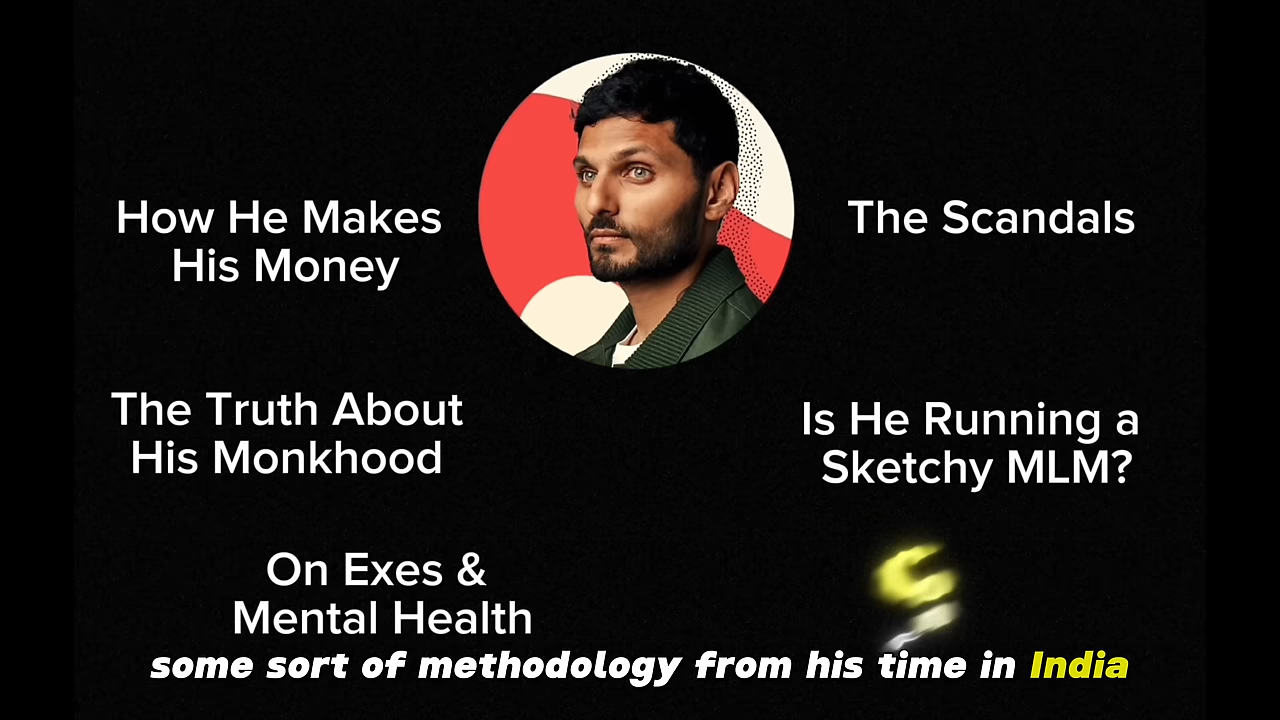 How He Makes
His Money
The Scandals
The Truth About
His Monkhood
Is He Running a
Sketchy MLM?
On Exes &
Mental Health
some sort of methodology from his time in India